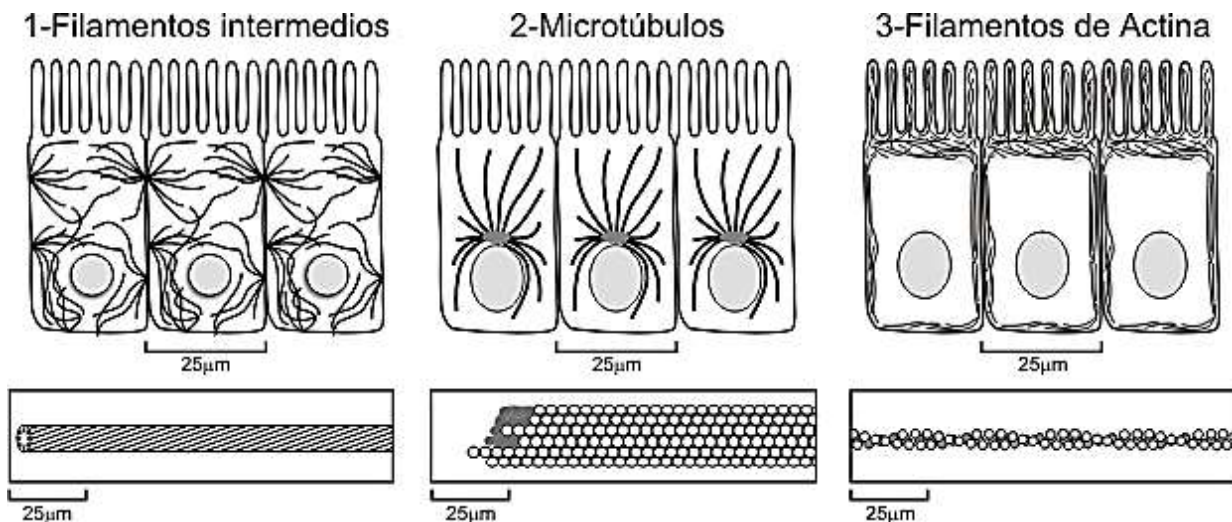 1-Filamentos intermedios
2-Microtúbulos
3-Filamentos de Actina
25μm
25μm
25μm
25μm
25μm
25μm